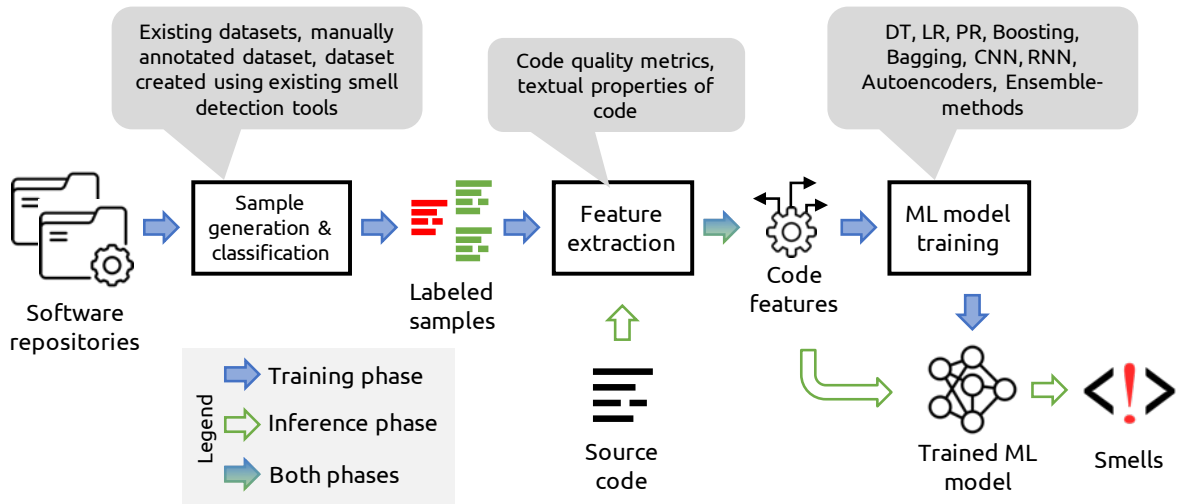 Existing datasets, manually
annotated dataset, dataset
created using existing smell
detection tools
Code quality metrics,
textual properties of
code
DT, LR, PR, Boosting,
Bagging, CNN, RNN,
Autoencoders, Ensemble-
methods
Software
repositories
Sample
generation &
classification
Labeled
samples
Feature
extraction
Code
features
ML model
training
Legend
Training phase
Inference phase
Both phases
Source
code
Trained ML
model
<!>
Smells